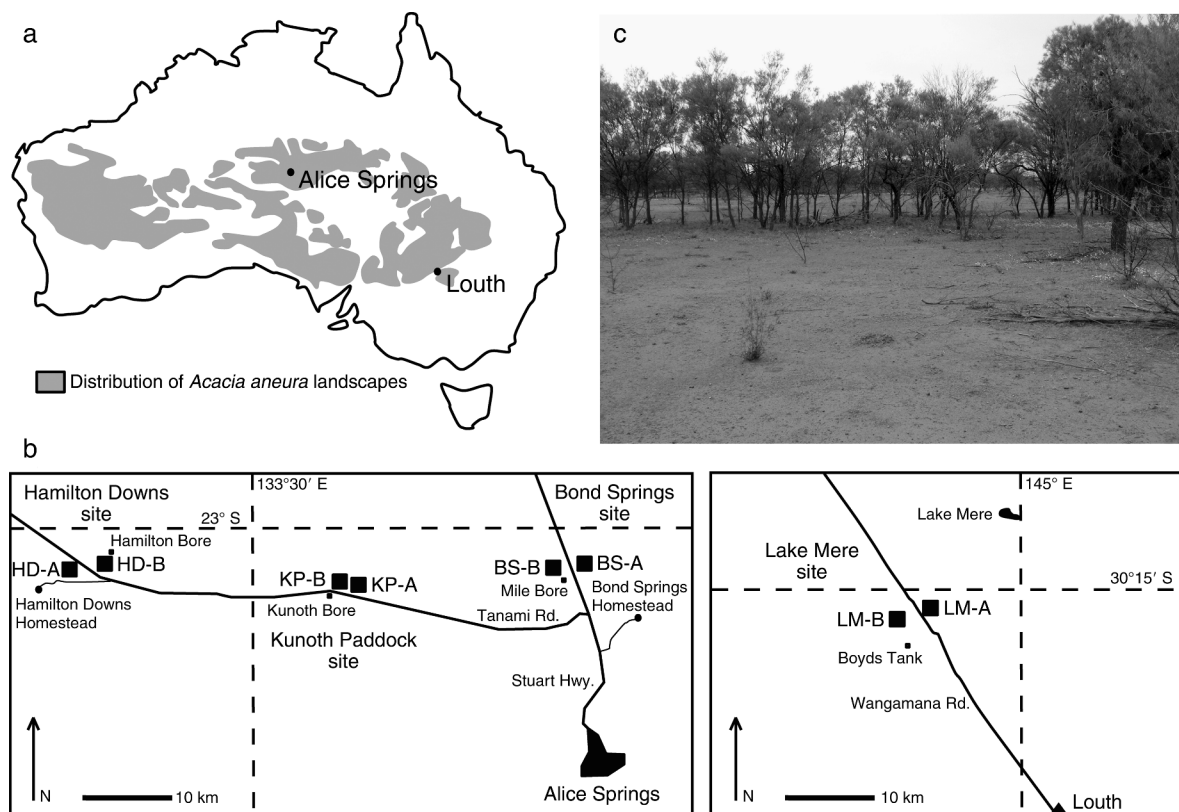 a
Alice Springs
Louth
Distribution of Acacia aneura landscapes
c
b
Hamilton Downs
site
133°30′ E
23° S
Bond Springs
site
Hamilton Bore
HD-A
HD-B
Hamilton Downs
Homestead
KP-B
KP-A
Kunoth Bore
Kunoth Paddock
site
BS-B
BS-A
Mile Bore
Bond Springs
Homestead
Tanami Rd.
Stuart Hwy.
Alice Springs
N
10 km
145° E
Lake Mere
Lake Mere
site
30°15′ S
LM-B
LM-A
Boyds Tank
Wangamana Rd.
N
10 km
Louth